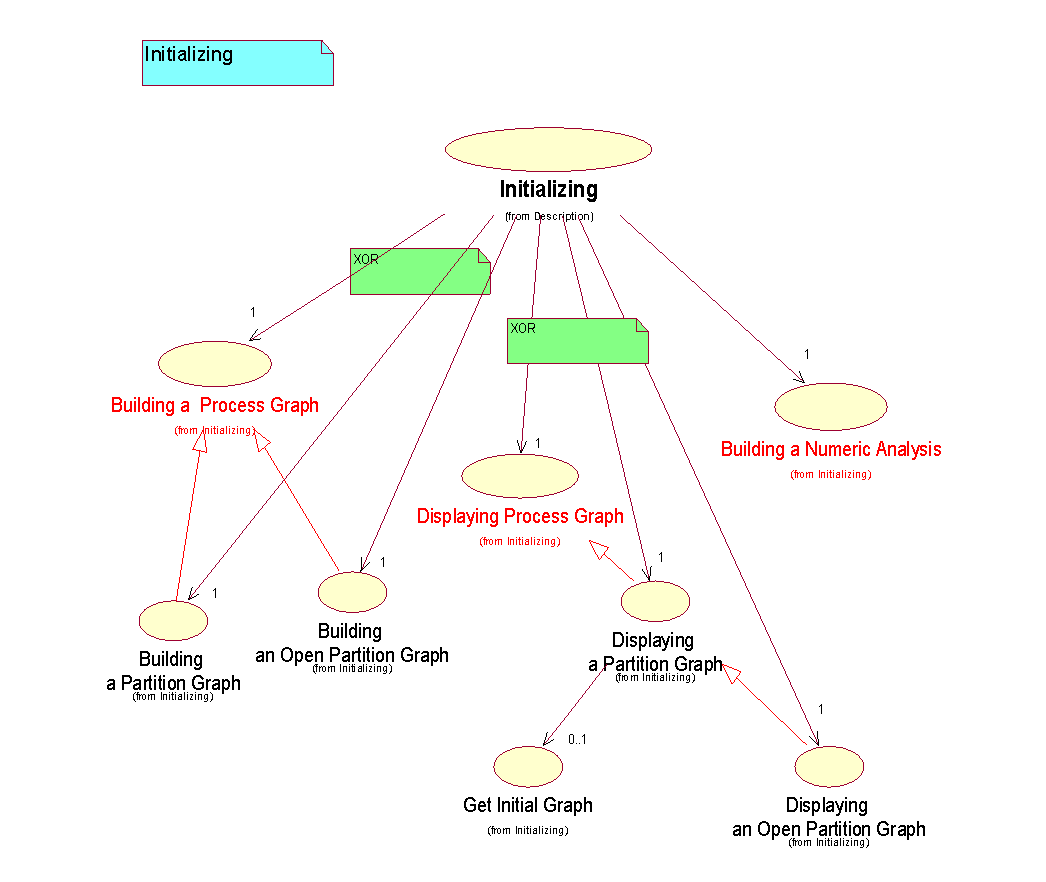 Initializing
Initializing
(from Description)
XOR
1
XOR
1
Building a  Process Graph
(from Initializing)
1
Building a Numeric Analysis
(from Initializing)
1
Displaying Process Graph
(from Initializing)
1
1
1
Building
a Partition Graph
(from Initializing)
Building
an Open Partition Graph
(from Initializing)
Displaying
a Partition Graph
(from Initializing)
1
0..1
Get Initial Graph
(from Initializing)
Displaying
an Open Partition Graph
(from Initializing)